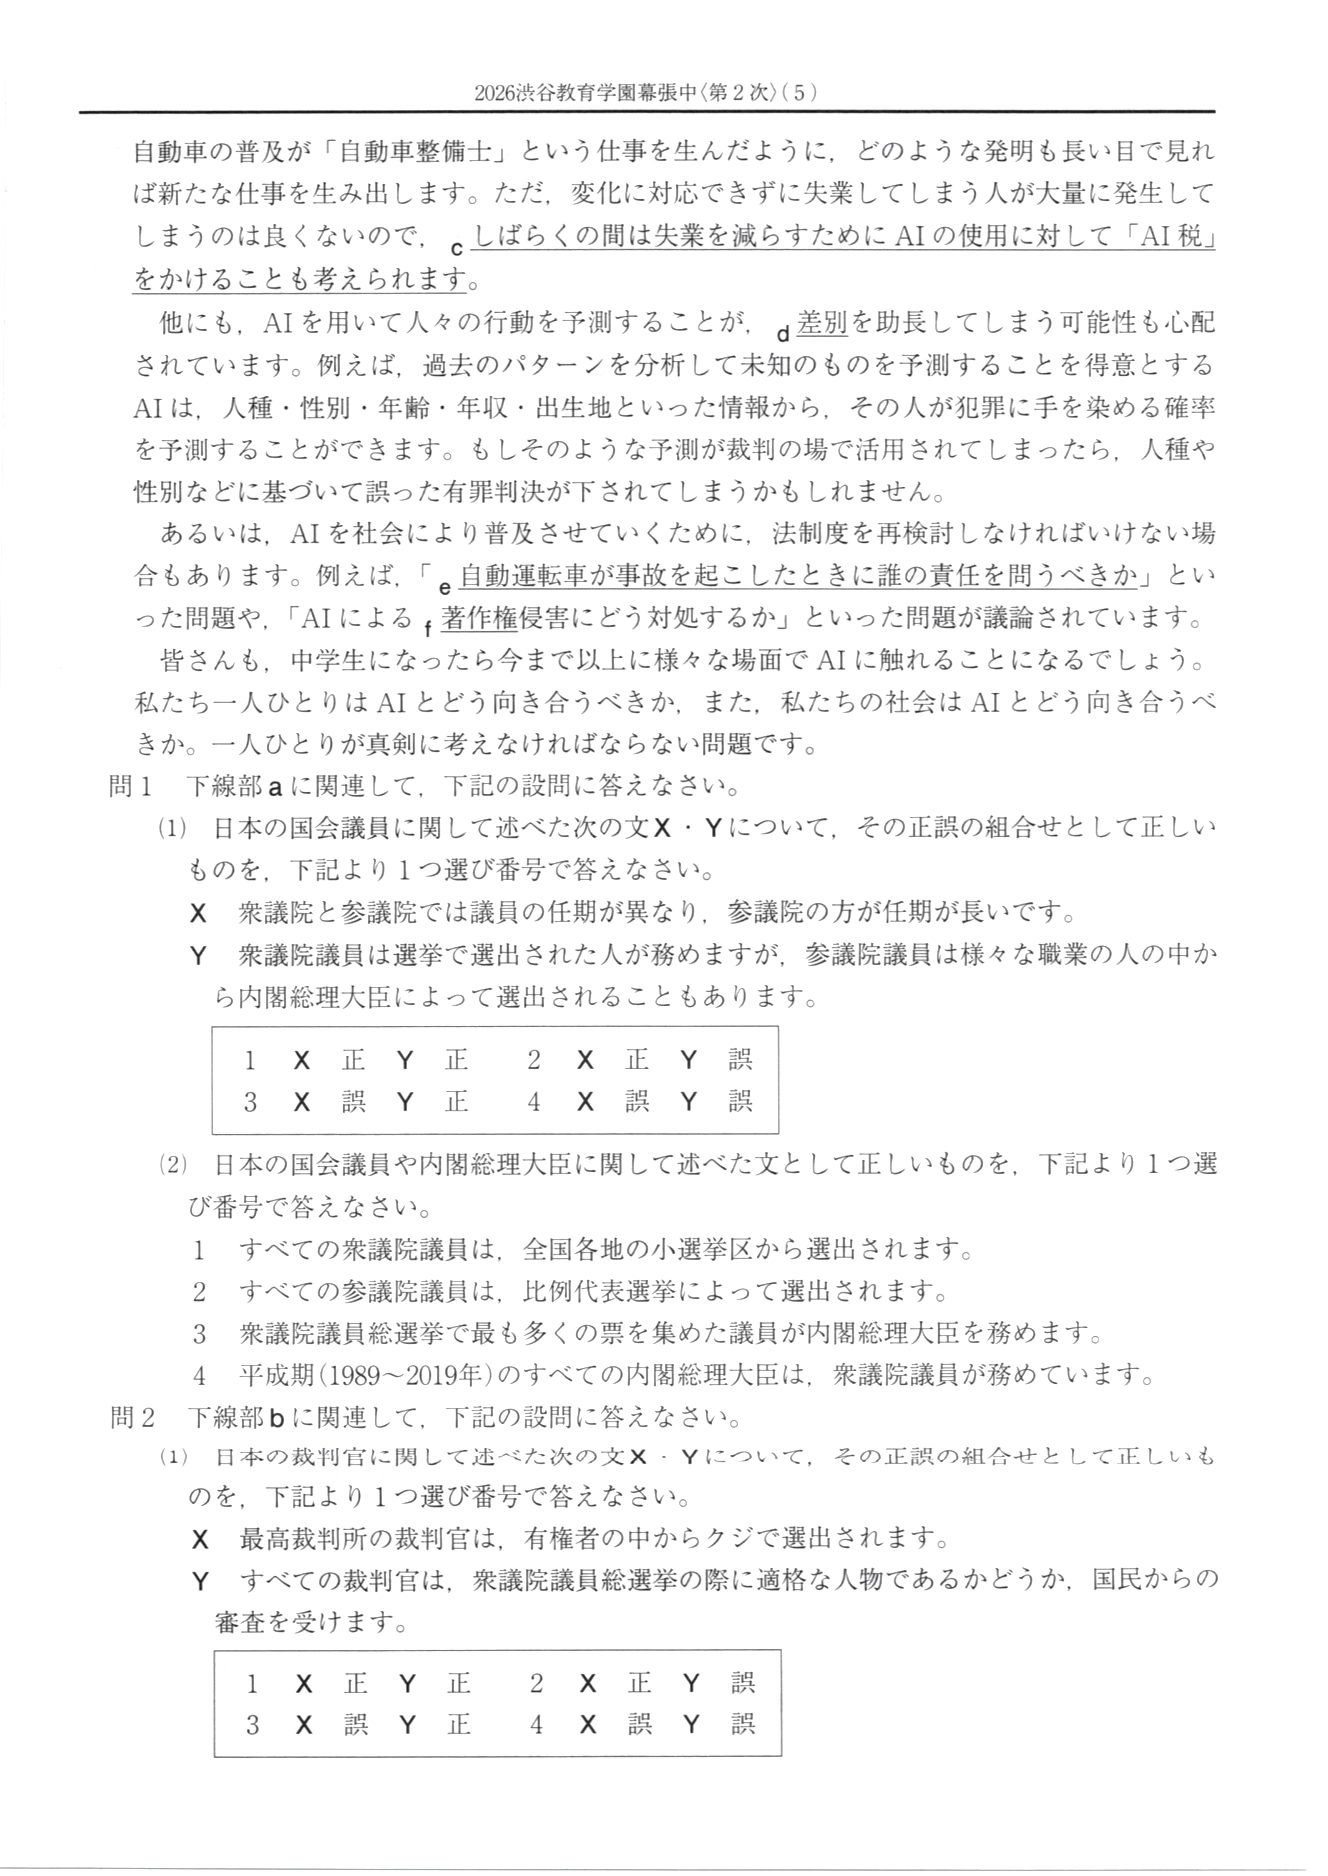 2026渋谷教育学園幕張中〈第2次〉(5)
自動車の普及が「自動車整備士」という仕事を生んだように，どのような発明も長い目で見れ
ば新たな仕事を生み出します。ただ，変化に対応できずに失業してしまう人が大量に発生して
しまうのは良くないので，cしばらくの間は失業を減らすためにAIの使用に対して「AI税」
をかけることも考えられます。
他にも，AIを用いて人々の行動を予測することが，d差別を助長してしまう可能性も心配
されています。例えば，過去のパターンを分析して未知のものを予測することを得意とする
AIは，人種・性別・年齢・年収・出生地といった情報から，その人が犯罪に手を染める確率
を予測することができます。もしそのような予測が裁判の場で活用されてしまったら，人種や
性別などに基づいて誤った有罪判決が下されてしまうかもしれません。
あるいは，AIを社会により普及させていくために，法制度を再検討しなければいけない場
合もあります。例えば，「e自動運転車が事故を起こしたときに誰の責任を問うべきか」とい
った問題や，「AIによるf著作権侵害にどう対処するか」といった問題が議論されています。
皆さんも，中学生になったら今まで以上に様々な場面でAIに触れることになるでしょう。
私たち一人ひとりはAIとどう向き合うべきか，また，私たちの社会はAIとどう向き合うべ
きか。一人ひとりが真剣に考えなければならない問題です。
問1 下線部aに関連して，下記の設問に答えなさい。
(1) 日本の国会議員に関して述べた次の文X・Yについて，その正誤の組合せとして正しい
ものを，下記より1つ選び番号で答えなさい。
X 衆議院と参議院では議員の任期が異なり，参議院の方が任期が長いです。
Y 衆議院議員は選挙で選出された人が務めますが，参議院議員は様々な職業の人の中か
ら内閣総理大臣によって選出されることもあります。
1 X 正 Y 正 2 X 正 Y 誤
3 X 誤 Y 正 4 X 誤 Y 誤
(2) 日本の国会議員や内閣総理大臣に関して述べた文として正しいものを，下記より1つ選
び番号で答えなさい。
1 すべての衆議院議員は，全国各地の小選挙区から選出されます。
2 すべての参議院議員は，比例代表選挙によって選出されます。
3 衆議院議員総選挙で最も多くの票を集めた議員が内閣総理大臣を務めます。
4 平成期(1989～2019年)のすべての内閣総理大臣は，衆議院議員が務めています。
問2 下線部bに関連して，下記の設問に答えなさい。
(1) 日本の裁判官に関して述べた次の文X・Yについて，その正誤の組合せとして正しいも
のを，下記より1つ選び番号で答えなさい。
X 最高裁判所の裁判官は，有権者の中からクジで選出されます。
Y すべての裁判官は，衆議院議員総選挙の際に適格な人物であるかどうか，国民からの
審査を受けます。
1 X 正 Y 正 2 X 正 Y 誤
3 X 誤 Y 正 4 X 誤 Y 誤